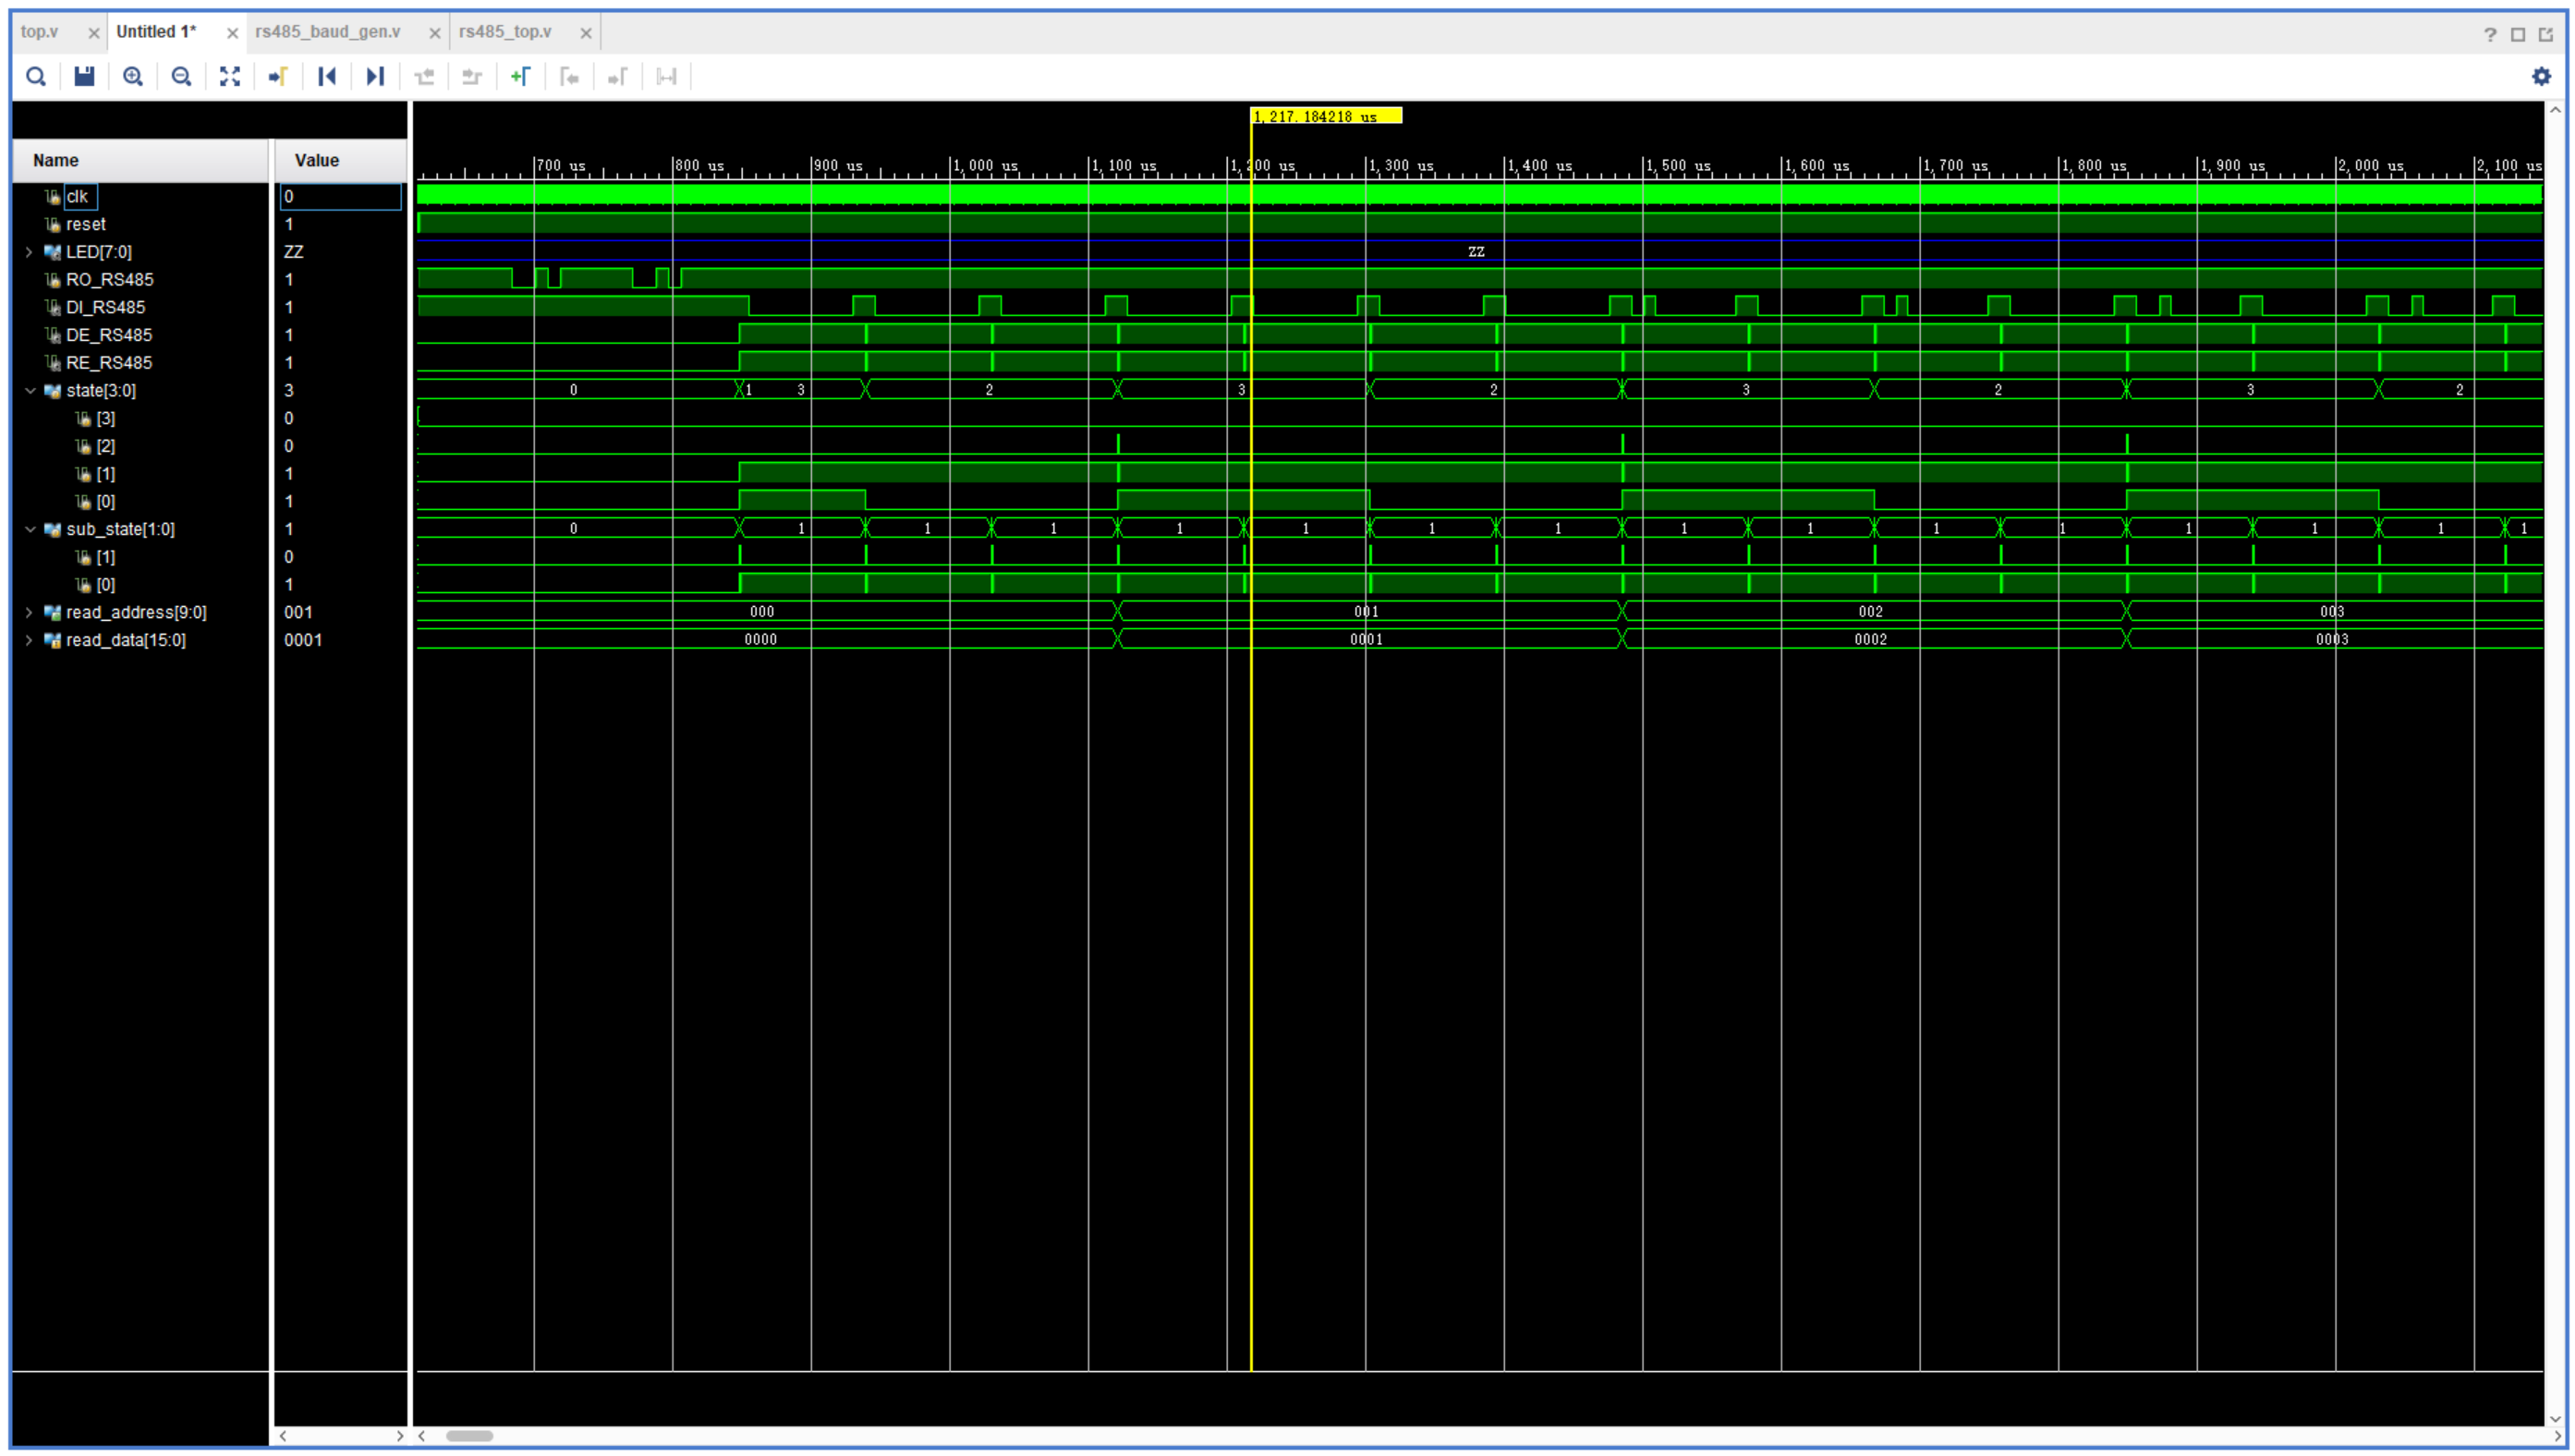 top.v Untitled 1* rs485_baud_gen.v rs485_top.v
1,217.184218 us
Name Value
700 us 800 us 900 us 1,000 us 1,100 us 1,200 us 1,300 us 1,400 us 1,500 us 1,600 us 1,700 us 1,800 us 1,900 us 2,000 us 2,100 us
clk 0
reset 1
LED[7:0] ZZ ZZ
RO_RS485 1
DI_RS485 1
DE_RS485 1
RE_RS485 1
state[3:0] 3 0 1 3 2 3 2 3 2 3 2
[3] 0
[2] 0
[1] 1
[0] 1
sub_state[1:0] 1 0 1 1 1 1 1 1 1 1 1 1 1 1 1 1 1
[1] 0
[0] 1
read_address[9:0] 001 000 001 002 003
read_data[15:0] 0001 0000 0001 0002 0003